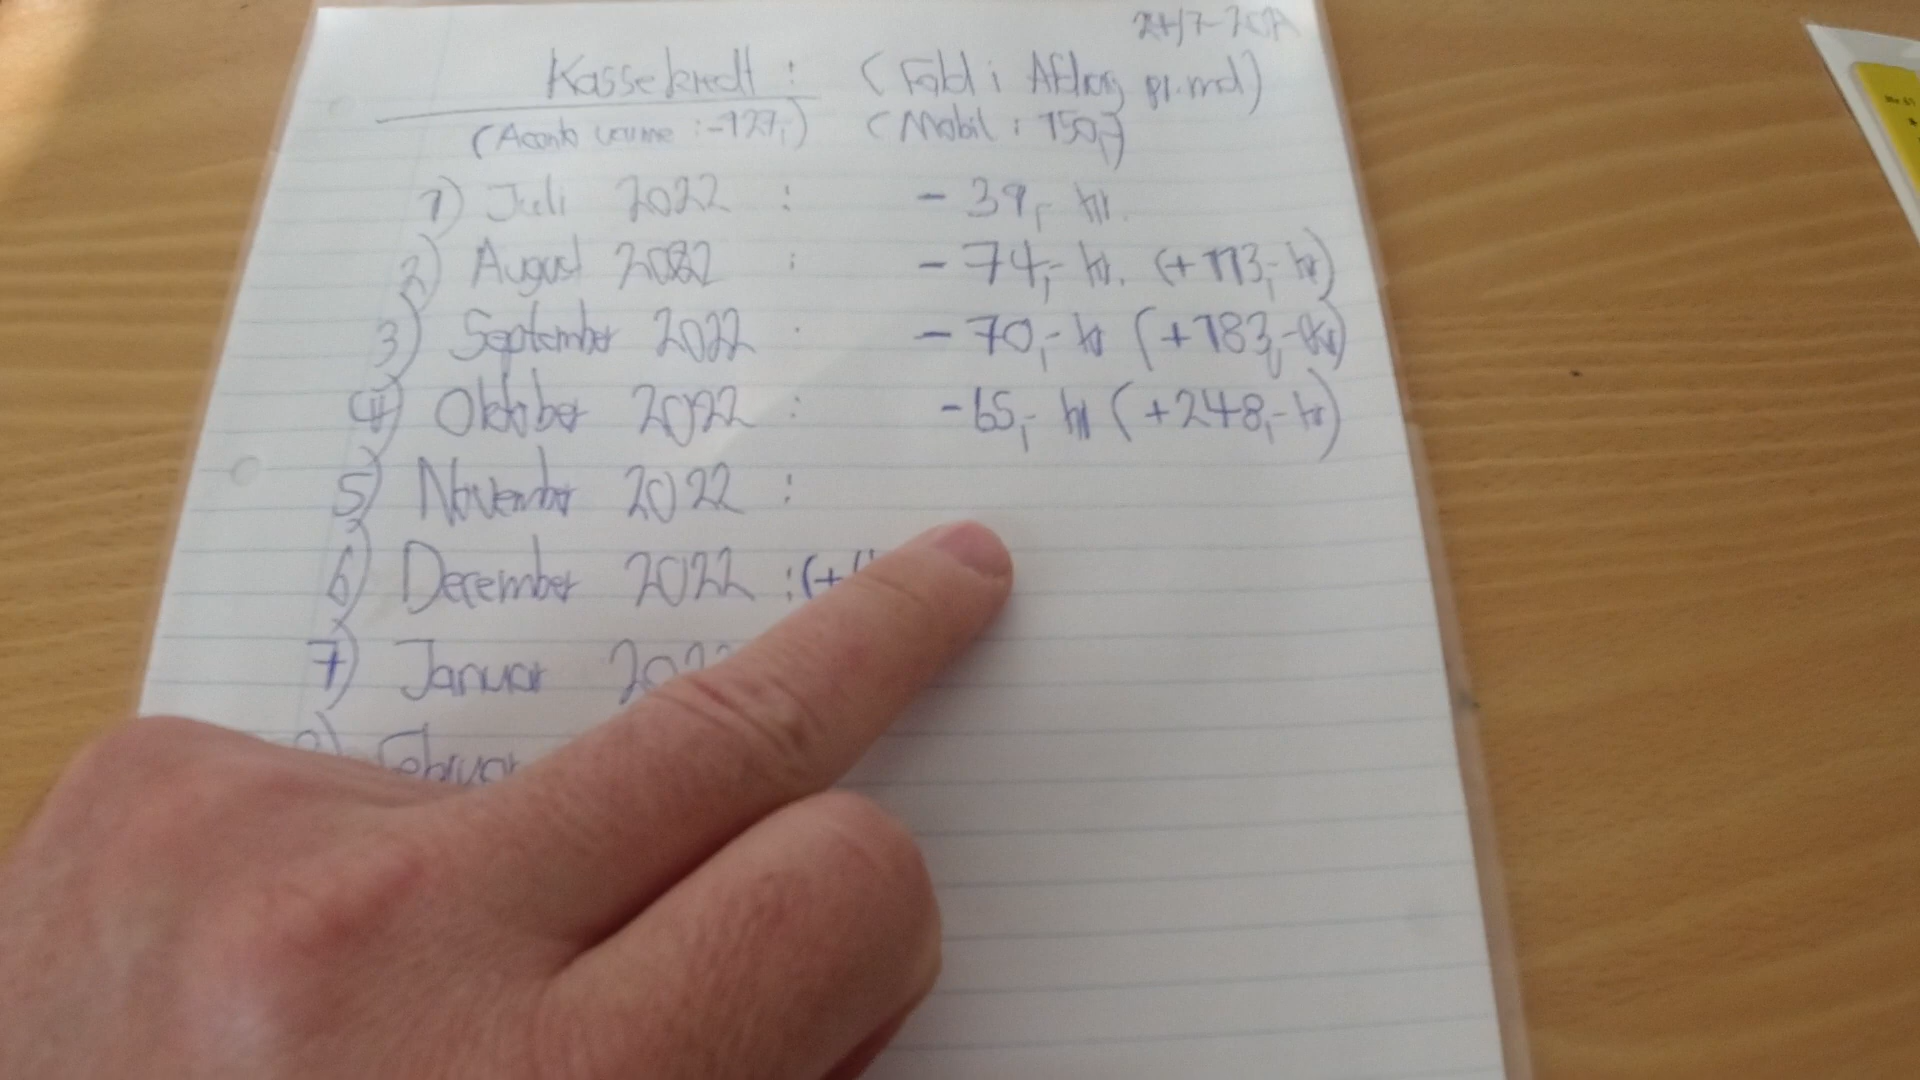 Kassekredit : (Fald i Afdrag pr. md)
(Aconto varme : -127,-) (Mobil : 150,-)
1) Juli 2022 : - 39,- kr.
2) August 2022 : - 74,- kr. (+113,- kr)
3) September 2022 : - 70,- kr (+183,- kr)
4) Oktober 2022 : - 65,- kr (+248,- kr)
5) November 2022 :
6) December 2022 : (+
7) Januar
Februar